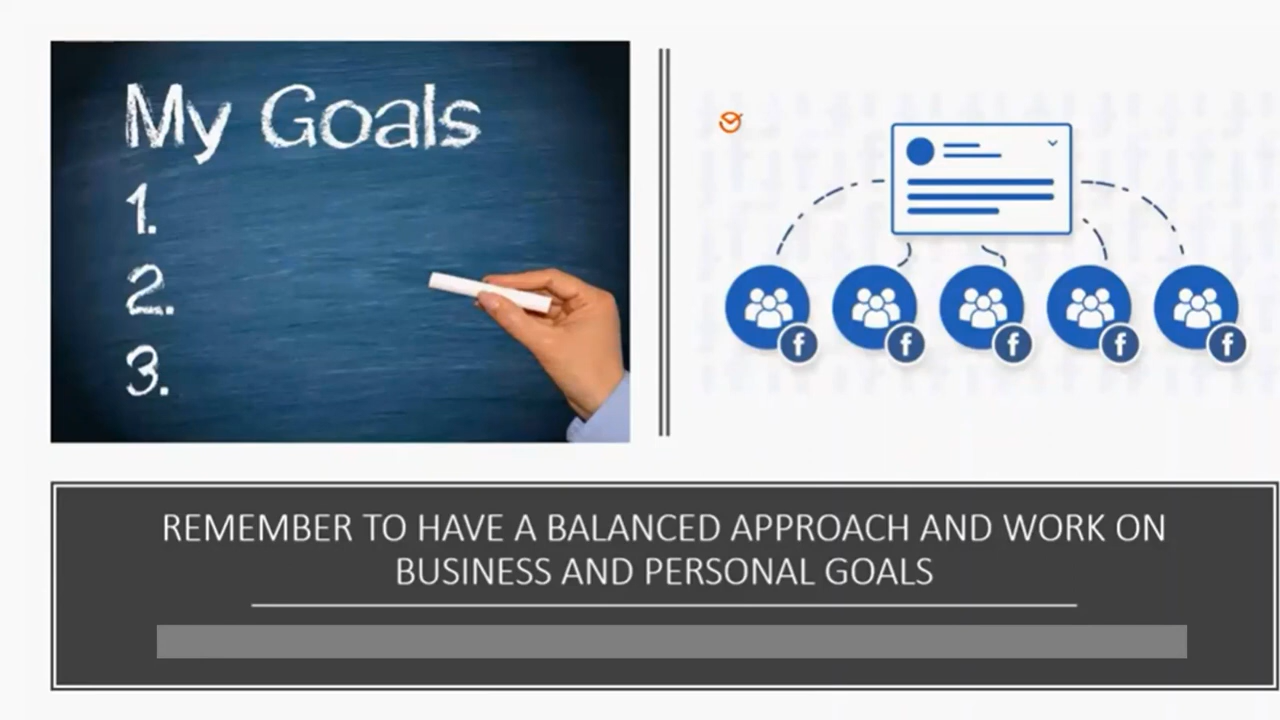 My Goals
1.
2.
3.
f f f f f
REMEMBER TO HAVE A BALANCED APPROACH AND WORK ON
BUSINESS AND PERSONAL GOALS